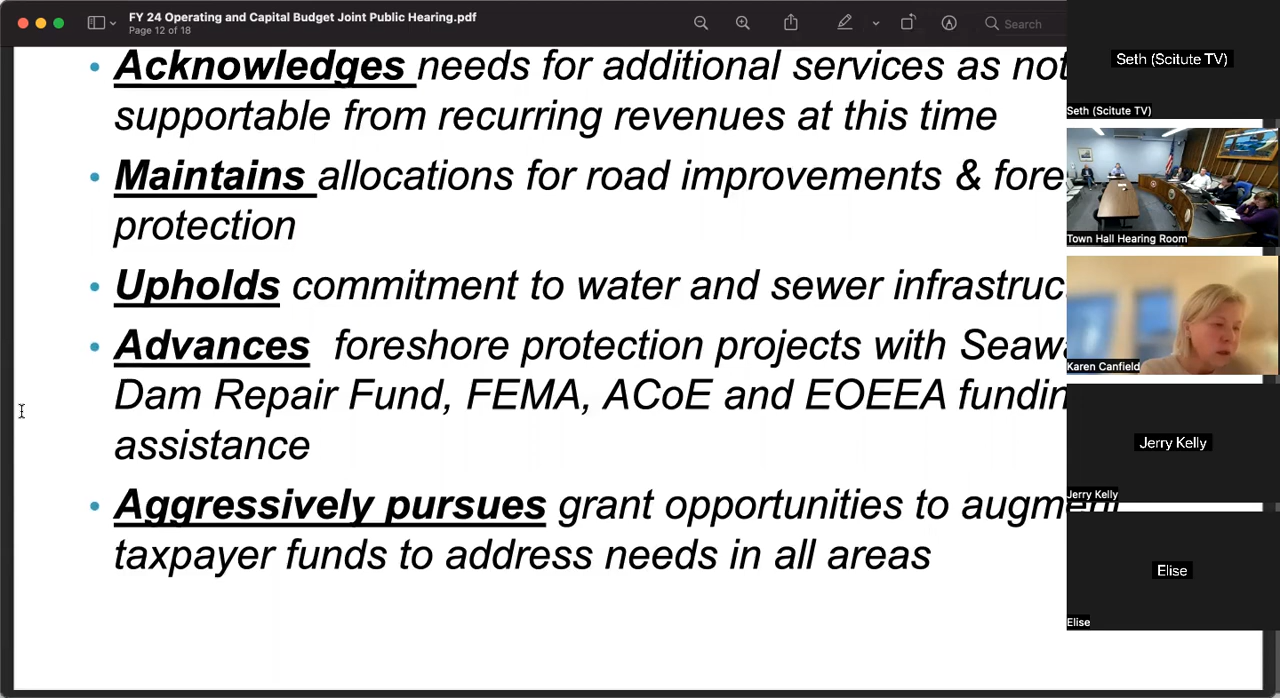 FY 24 Operating and Capital Budget Joint Public Hearing.pdf
Page 12 of 18
Search
• Acknowledges needs for additional services as not
supportable from recurring revenues at this time
• Maintains allocations for road improvements & fore
protection
• Upholds commitment to water and sewer infrastruc
• Advances foreshore protection projects with Seawa
Dam Repair Fund, FEMA, ACoE and EOEEA fundin
assistance
• Aggressively pursues grant opportunities to augment
taxpayer funds to address needs in all areas
Seth (Scitute TV)
Seth (Scitute TV)
Town Hall Hearing Room
Karen Canfield
Jerry Kelly
Jerry Kelly
Elise
Elise